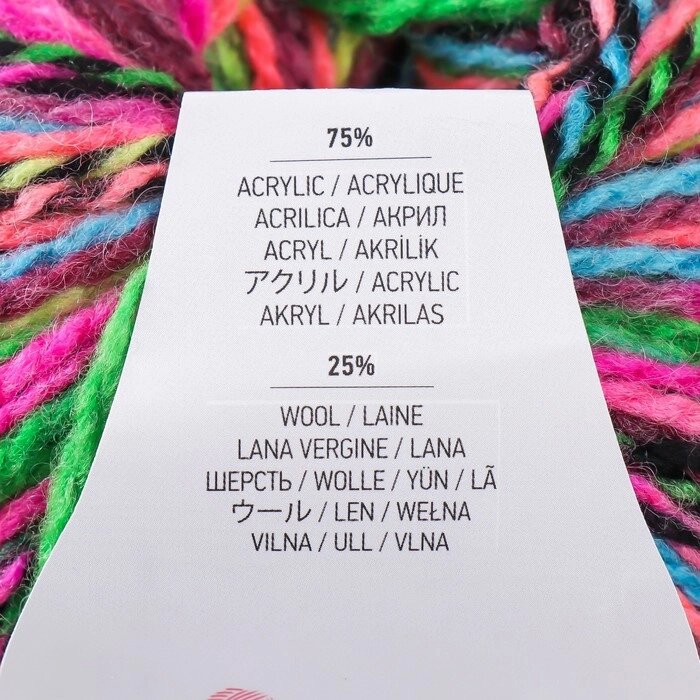 75%
ACRYLIC / ACRYLIQUE
ACRILICA / АКРИЛ
ACRYL / AKRİLİK
アクリル / ACRYLIC
AKRYL / AKRILAS
25%
WOOL / LAINE
LANA VERGINE / LANA
ШЕРСТЬ / WOLLE / YÜN / LÃ
ウール / LEN / WEŁNA
VILNA / ULL / VLNA